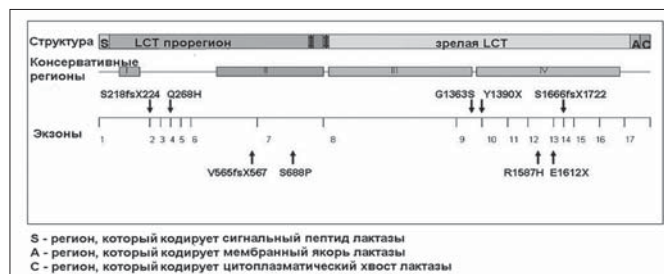 Структура S LCT прорегион зрелая LCT A C
Консервативные
регионы I II III IV
S218fsX224 Q268H G1363S Y1390X S1666fsX1722
Экзоны
1 2 3 4 5 6 7 8 9 10 11 12 13 14 15 16 17
V565fsX567 S688P R1587H E1612X
S - регион, который кодирует сигнальный пептид лактазы
A - регион, который кодирует мембранный якорь лактазы
C - регион, который кодирует цитоплазматический хвост лактазы